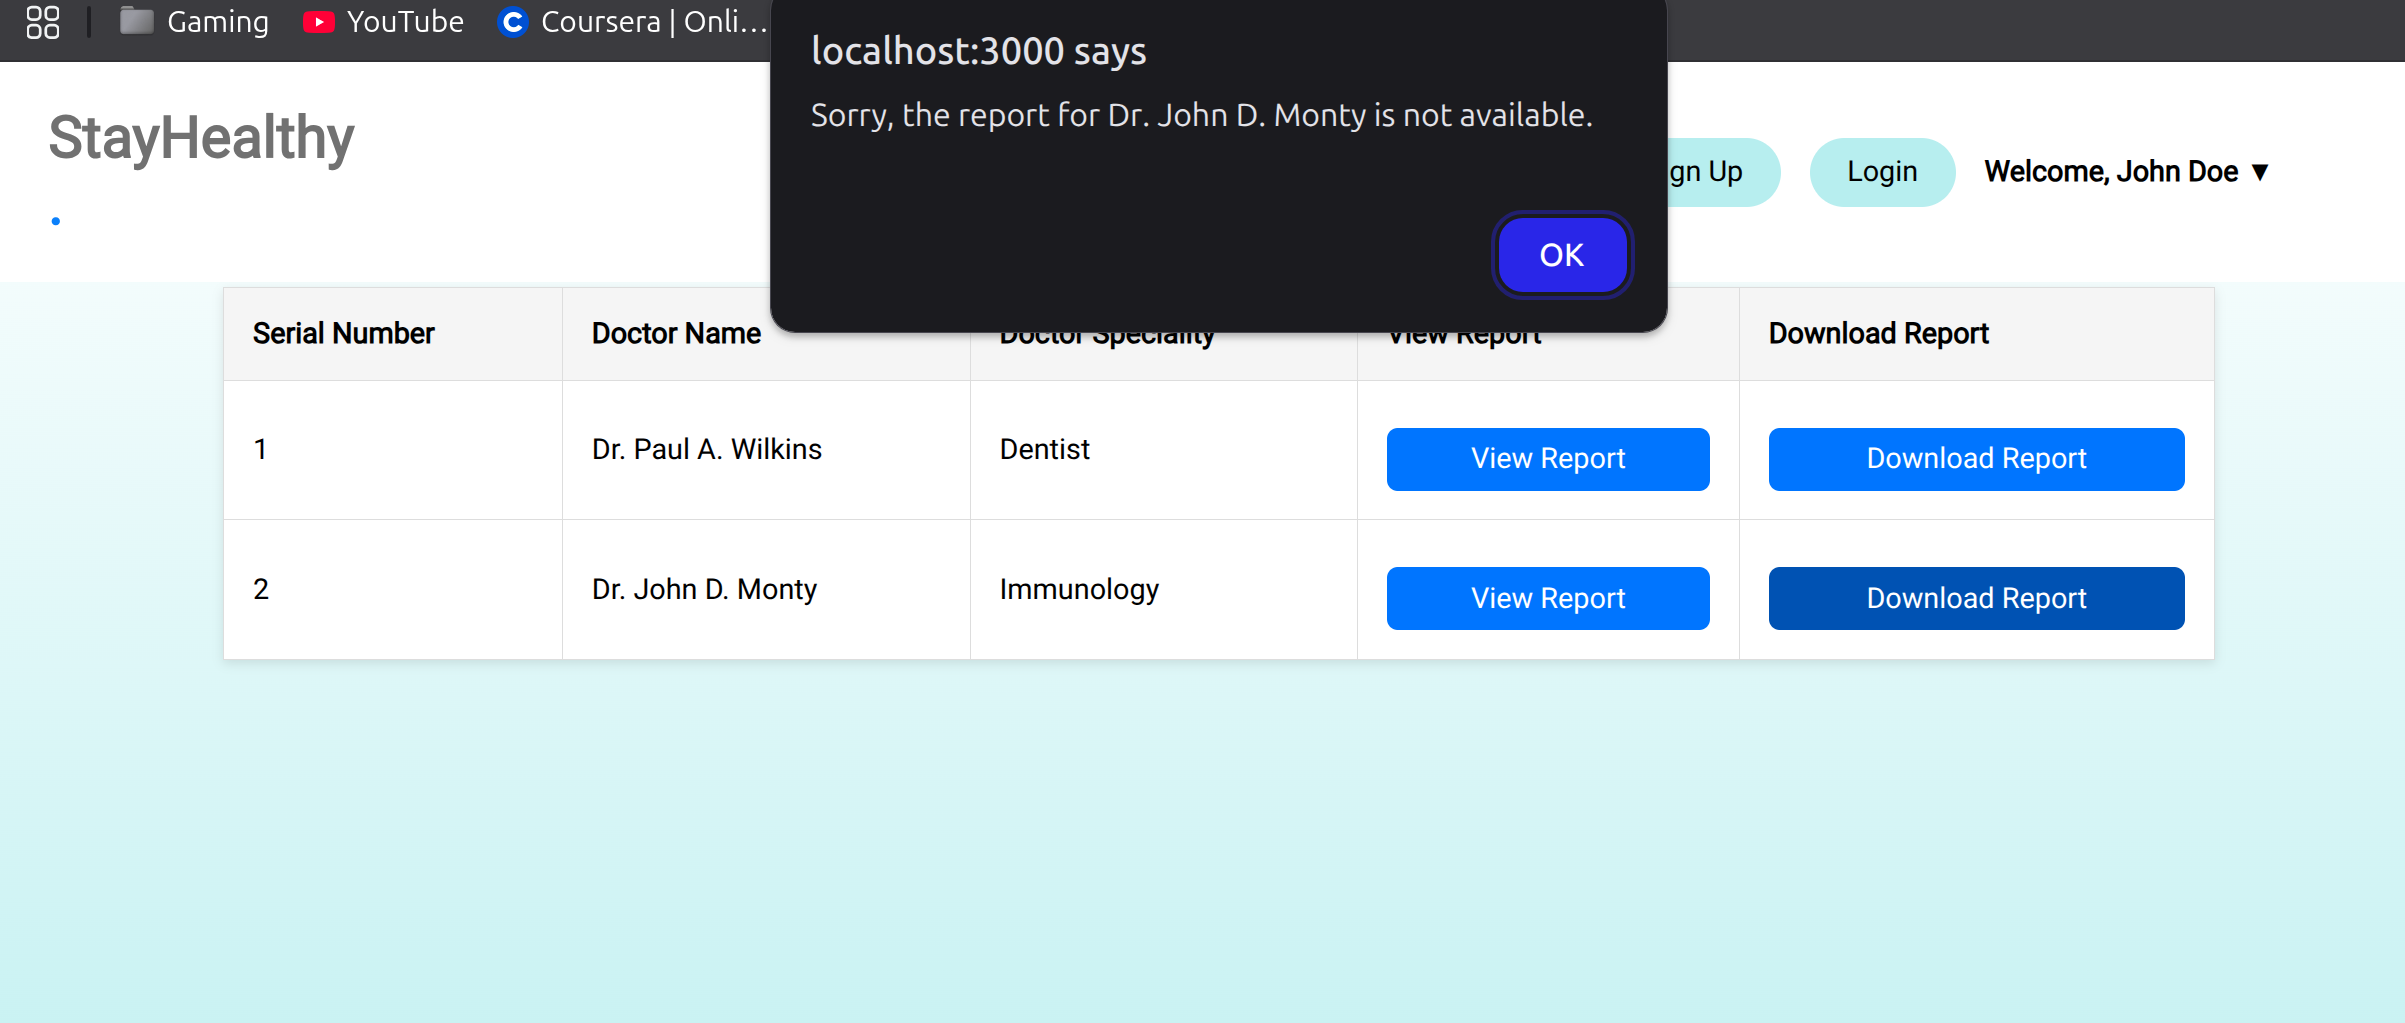 Gaming YouTube Coursera | Onli...
localhost:3000 says
Sorry, the report for Dr. John D. Monty is not available.
OK
StayHealthy
gn Up Login Welcome, John Doe ▼
Serial Number Doctor Name Doctor Speciality View Report Download Report
1 Dr. Paul A. Wilkins Dentist View Report Download Report
2 Dr. John D. Monty Immunology View Report Download Report